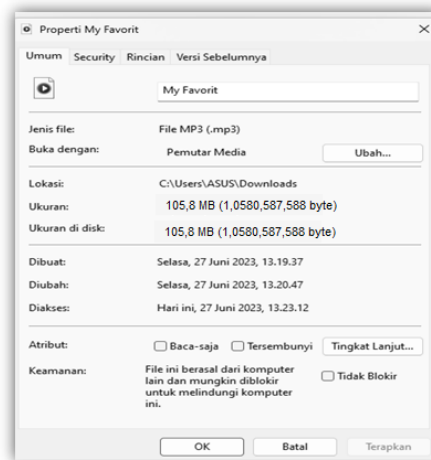 Properti My Favorit
Umum Security Rincian Versi Sebelumnya
My Favorit
Jenis file: File MP3 (.mp3)
Buka dengan: Pemutar Media Ubah...
Lokasi: C:\Users\ASUS\Downloads
Ukuran: 105,8 MB (1,0580,587,588 byte)
Ukuran di disk: 105,8 MB (1,0580,587,588 byte)
Dibuat: Selasa, 27 Juni 2023, 13.19.37
Diubah: Selasa, 27 Juni 2023, 13.20.47
Diakses: Hari ini, 27 Juni 2023, 13.23.12
Atribut: Baca-saja Tersembunyi Tingkat Lanjut...
Keamanan: File ini berasal dari komputer
lain dan mungkin diblokir Tidak Blokir
untuk melindungi komputer
ini.
OK Batal Terapkan